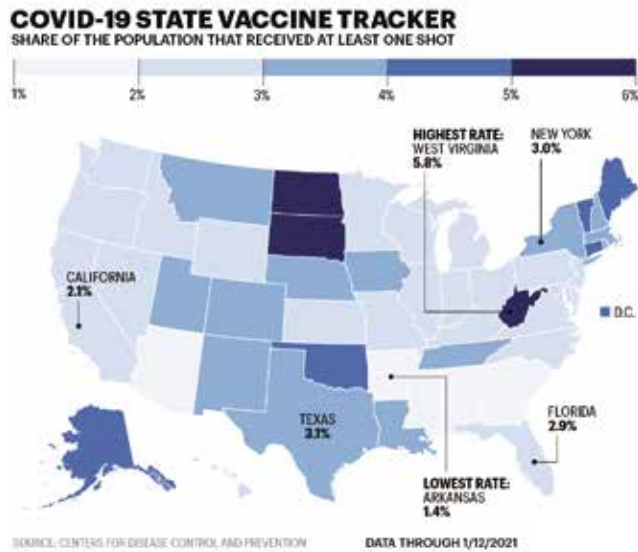 COVID-19 STATE VACCINE TRACKER
SHARE OF THE POPULATION THAT RECEIVED AT LEAST ONE SHOT
1% 2% 3% 4% 5% 6%
HIGHEST RATE:
WEST VIRGINIA
5.8%
NEW YORK
3.0%
CALIFORNIA
2.1%
D.C.
TEXAS
3.1%
FLORIDA
2.9%
LOWEST RATE:
ARKANSAS
1.4%
SOURCE: CENTERS FOR DISEASE CONTROL AND PREVENTION
DATA THROUGH 1/12/2021